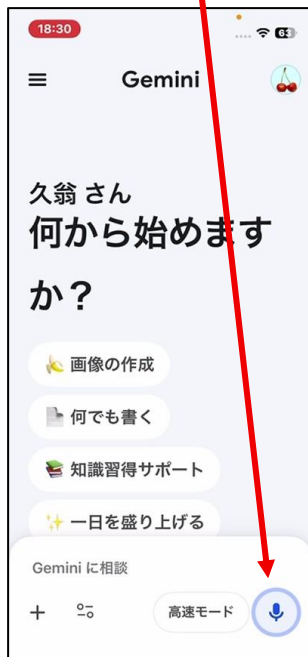 18:30
63
Gemini
久翁 さん
何から始めます
か？
画像の作成
何でも書く
知識習得サポート
一日を盛り上げる
Gemini に相談
高速モード